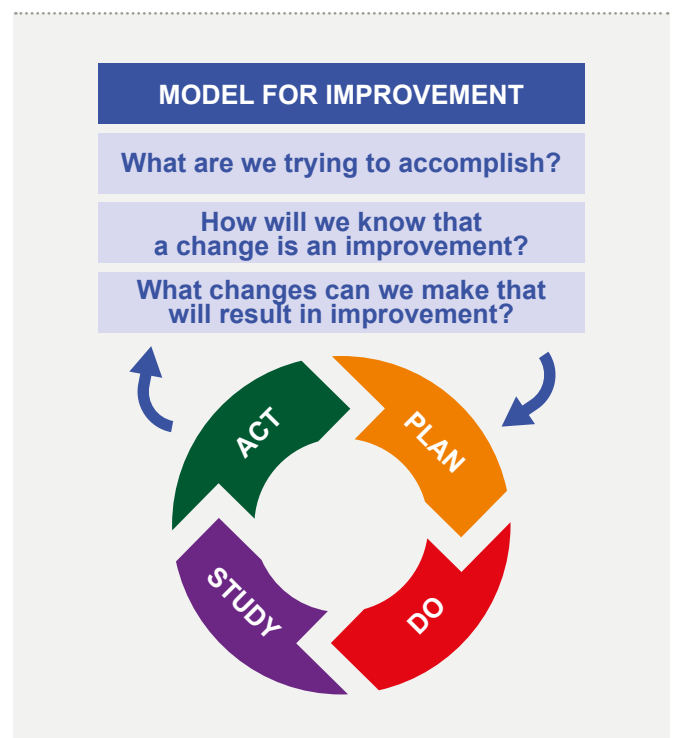 MODEL FOR IMPROVEMENT
What are we trying to accomplish?
How will we know that
a change is an improvement?
What changes can we make that
will result in improvement?
ACT
PLAN
STUDY
DO